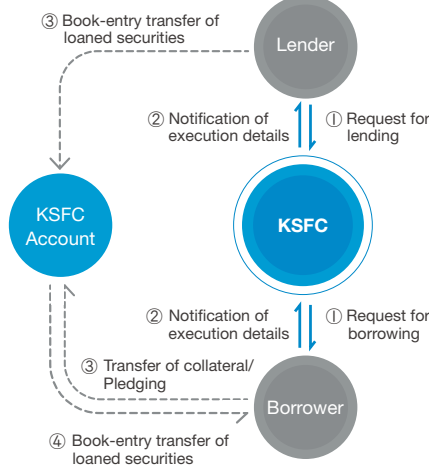 ③ Book-entry transfer of
loaned securities
Lender
② Notification of
execution details
① Request for
lending
KSFC
Account
KSFC
② Notification of
execution details
① Request for
borrowing
③ Transfer of collateral/
Pledging
Borrower
④ Book-entry transfer of
loaned securities